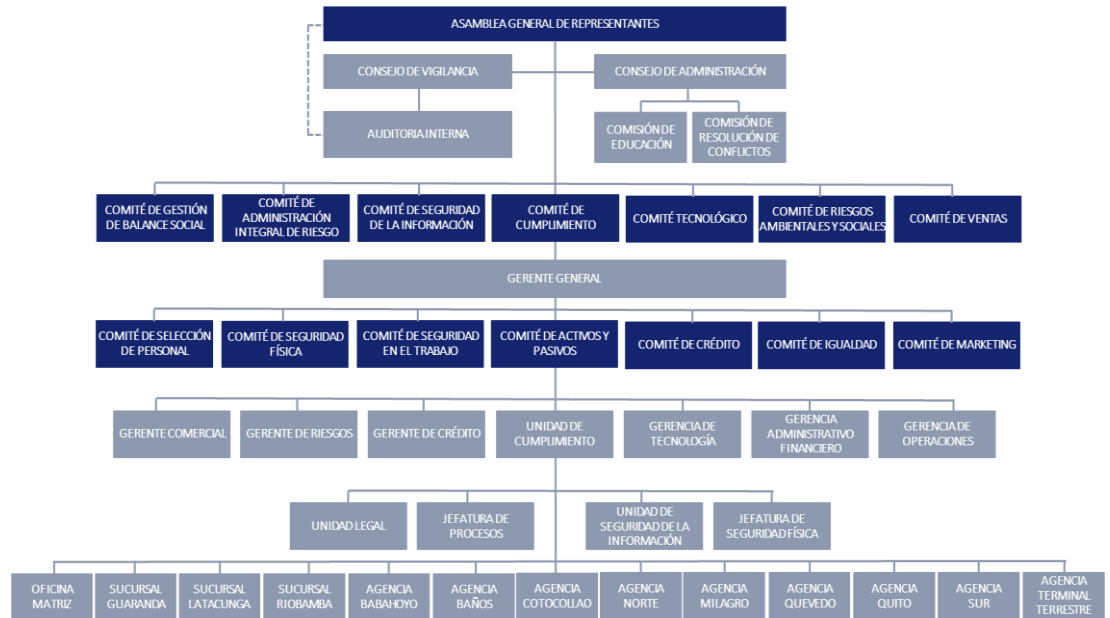 ASAMBLEA GENERAL DE REPRESENTANTES
CONSEJO DE VIGILANCIA
CONSEJO DE ADMINISTRACIÓN
AUDITORIA INTERNA
COMISIÓN DE
EDUCACIÓN
COMISIÓN DE
RESOLUCIÓN DE
CONFLICTOS
COMITÉ DE GESTIÓN
DE BALANCE SOCIAL
COMITÉ DE
ADMINISTRACIÓN
INTEGRAL DE RIESGO
COMITÉ DE SEGURIDAD
DE LA INFORMACIÓN
COMITÉ DE
CUMPLIMIENTO
COMITÉ TECNOLÓGICO
COMITÉ DE RIESGOS
AMBIENTALES Y SOCIALES
COMITÉ DE VENTAS
GERENTE GENERAL
COMITÉ DE SELECCIÓN
DE PERSONAL
COMITÉ DE SEGURIDAD
FÍSICA
COMITÉ DE SEGURIDAD
EN EL TRABAJO
COMITÉ DE ACTIVOS Y
PASIVOS
COMITÉ DE CRÉDITO
COMITÉ DE IGUALDAD
COMITÉ DE MARKETING
GERENTE COMERCIAL
GERENTE DE RIESGOS
GERENTE DE CRÉDITO
UNIDAD DE
CUMPLIMIENTO
GERENCIA DE
TECNOLOGÍA
GERENCIA
ADMINISTRATIVO
FINANCIERO
GERENCIA DE
OPERACIONES
UNIDAD LEGAL
JEFATURA DE
PROCESOS
UNIDAD DE
SEGURIDAD DE LA
INFORMACIÓN
JEFATURA DE
SEGURIDAD FÍSICA
OFICINA
MATRIZ
SUCURSAL
GUARANDA
SUCURSAL
LATACUNGA
SUCURSAL
RIOBAMBA
AGENCIA
BABAHOYO
AGENCIA
BAÑOS
AGENCIA
COTOCOLLAO
AGENCIA
NORTE
AGENCIA
MILAGRO
AGENCIA
QUEVEDO
AGENCIA
QUITO
AGENCIA
SUR
AGENCIA
TERMINAL
TERRESTRE